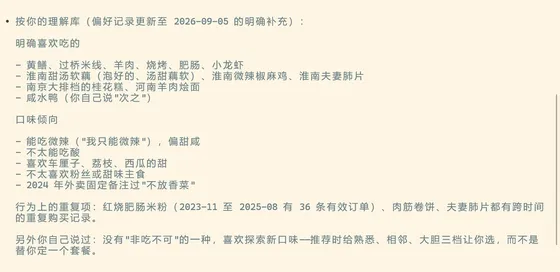 • 按你的理解库（偏好记录更新至 2026-09-05 的明确补充）：
明确喜欢吃的
- 黄鳝、过桥米线、羊肉、烧烤、肥肠、小龙虾
- 淮南甜汤软藕（泡好的、汤甜藕软）、淮南微辣椒麻鸡、淮南夫妻肺片
- 南京大排档的桂花糕、河南羊肉烩面
- 咸水鸭（你自己说"次之"）
口味倾向
- 能吃微辣（"我只能微辣"），偏甜咸
- 不太能吃酸
- 喜欢车厘子、荔枝、西瓜的甜
- 不太喜欢粉丝或甜味主食
- 2024 年外卖固定备注过"不放香菜"
行为上的重复项：红烧肥肠米粉（2023-11 至 2025-08 有 36 条有效订单）、肉筋卷饼、夫妻肺片都有跨时间
的重复购买记录。
另外你自己说过：没有"非吃不可"的一种，喜欢探索新口味——推荐时给熟悉、相邻、大胆三档让你选，而不是
替你定一个套餐。